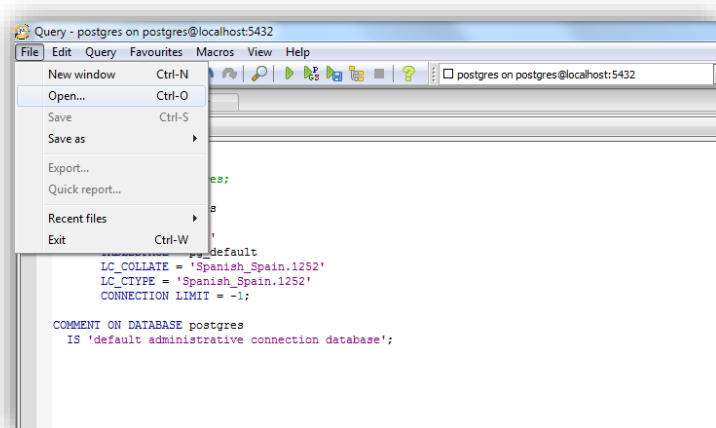 Query - postgres on postgres@localhost:5432
File Edit Query Favourites Macros View Help
New window Ctrl-N
postgres on postgres@localhost:5432
Open... Ctrl-O
Save Ctrl-S
Save as
Export...
es;
Quick report...
s
Recent files
'
Exit Ctrl-W
pg_default
LC_COLLATE = 'Spanish_Spain.1252'
LC_CTYPE = 'Spanish_Spain.1252'
CONNECTION LIMIT = -1;
COMMENT ON DATABASE postgres
IS 'default administrative connection database';